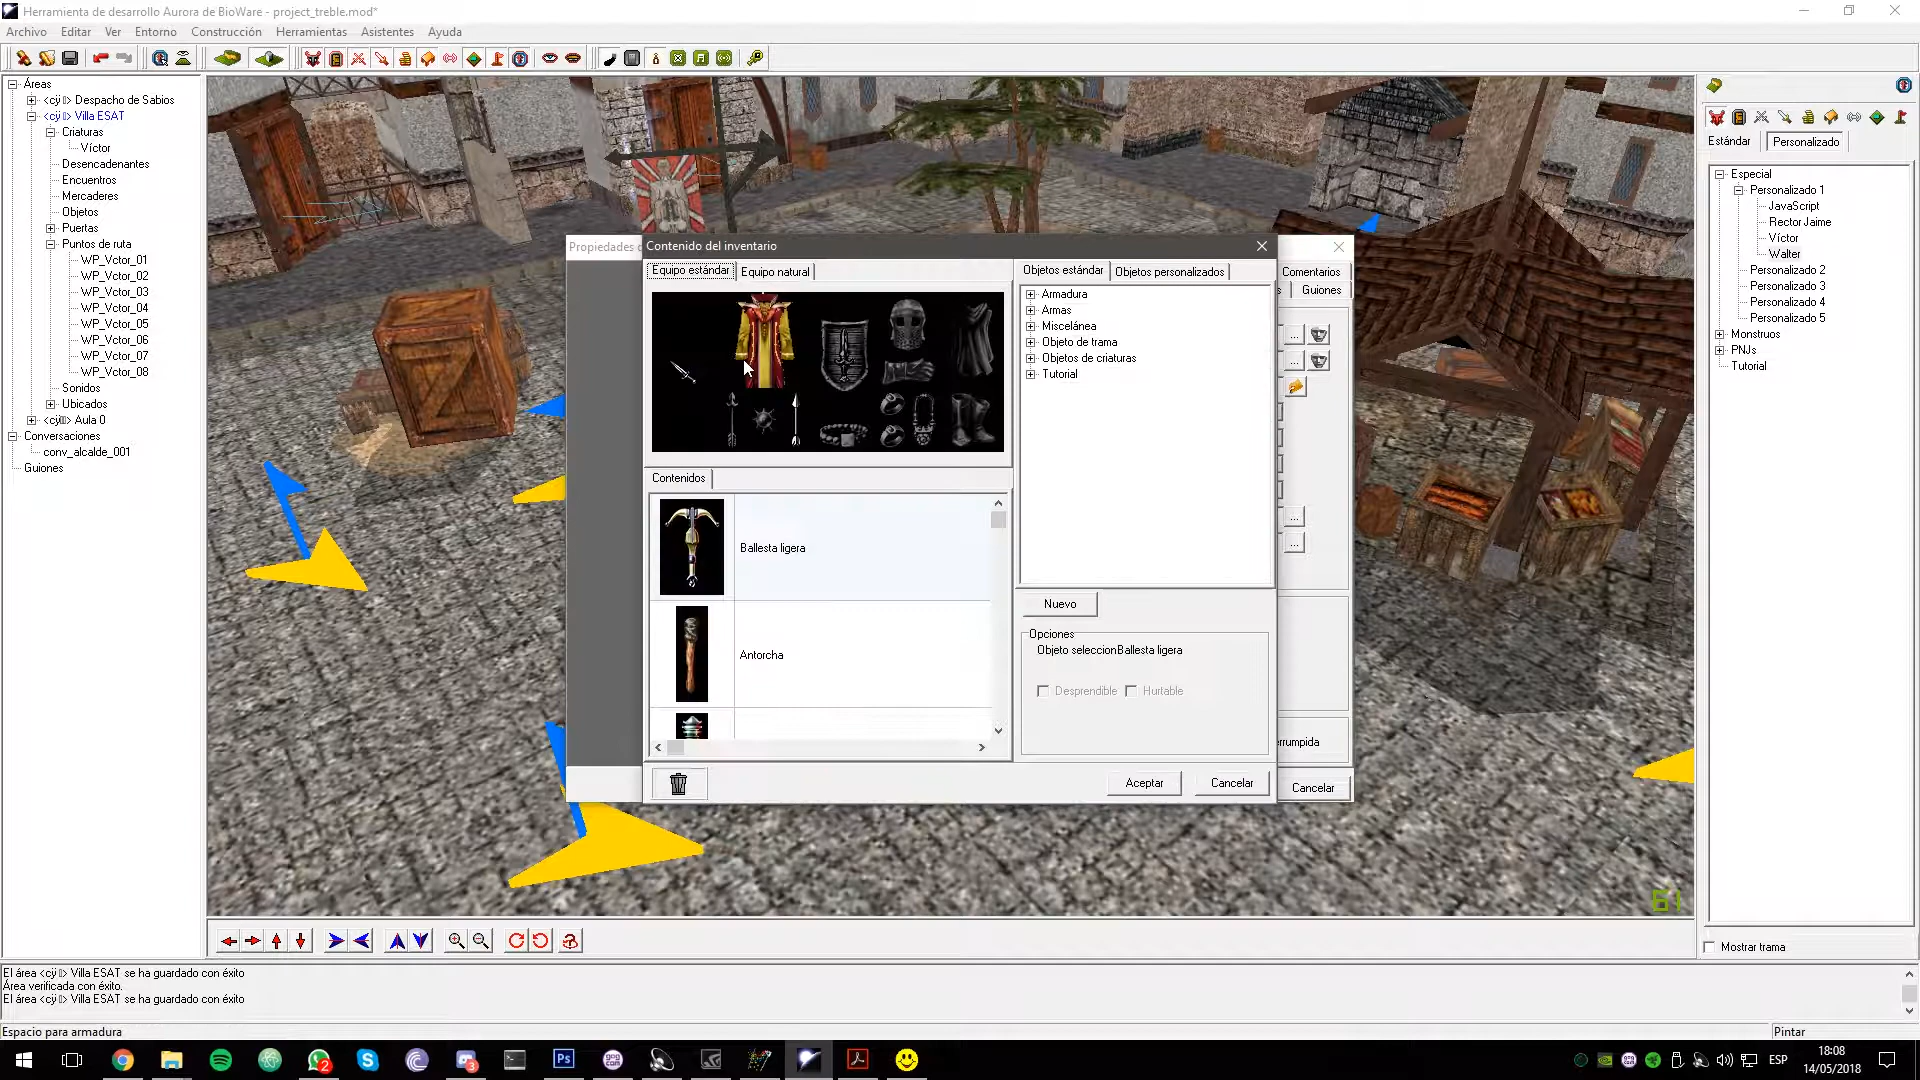 Herramienta de desarrollo Aurora de BioWare - project_treble.mod*
Archivo Editar Ver Entorno Construcción Herramientas Asistentes Ayuda
Áreas
Despacho de Sabios
Villa ESAT
Criaturas
Víctor
Desencadenantes
Encuentros
Mercaderes
Objetos
Puertas
Puntos de ruta
WP_Vctor_01
WP_Vctor_02
WP_Vctor_03
WP_Vctor_04
WP_Vctor_05
WP_Vctor_06
WP_Vctor_07
WP_Vctor_08
Sonidos
Ubicados
Aula 0
Conversaciones
conv_alcalde_001
Guiones
Propiedades
Contenido del inventario
Equipo estándar Equipo natural
Contenidos
Ballesta ligera
Antorcha
Objetos estándar Objetos personalizados
Armadura
Armas
Miscelánea
Objeto de trama
Objetos de criaturas
Tutorial
Nuevo
Opciones
Objeto seleccionBallesta ligera
Desprendible Hurtable
Aceptar Cancelar
Comentarios
s Guiones
rrumpida
Cancelar
61
Estándar Personalizado
Especial
Personalizado 1
JavaScript
Rector Jaime
Víctor
Walter
Personalizado 2
Personalizado 3
Personalizado 4
Personalizado 5
Monstruos
PNJs
Tutorial
Mostrar trama
El área <cÿ > Villa ESAT se ha guardado con éxito
Área verificada con éxito.
El área <cÿ > Villa ESAT se ha guardado con éxito
Espacio para armadura
Pintar
ESP
18:08
14/05/2018